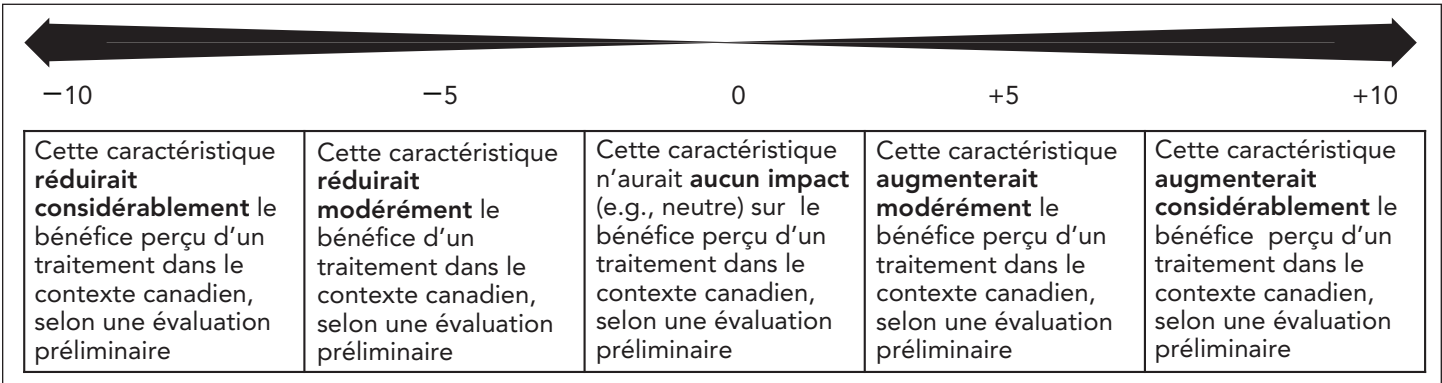 −10 −5 0 +5 +10
Cette caractéristique
réduirait
considérablement le
bénéfice perçu d'un
traitement dans le
contexte canadien,
selon une évaluation
préliminaire
Cette caractéristique
réduirait
modérément le
bénéfice d'un
traitement dans le
contexte canadien,
selon une évaluation
préliminaire
Cette caractéristique
n'aurait aucun impact
(e.g., neutre) sur le
bénéfice perçu d'un
traitement dans le
contexte canadien,
selon une évaluation
préliminaire
Cette caractéristique
augmenterait
modérément le
bénéfice perçu d'un
traitement dans le
contexte canadien,
selon une évaluation
préliminaire
Cette caractéristique
augmenterait
considérablement le
bénéfice perçu d'un
traitement dans le
contexte canadien,
selon une évaluation
préliminaire